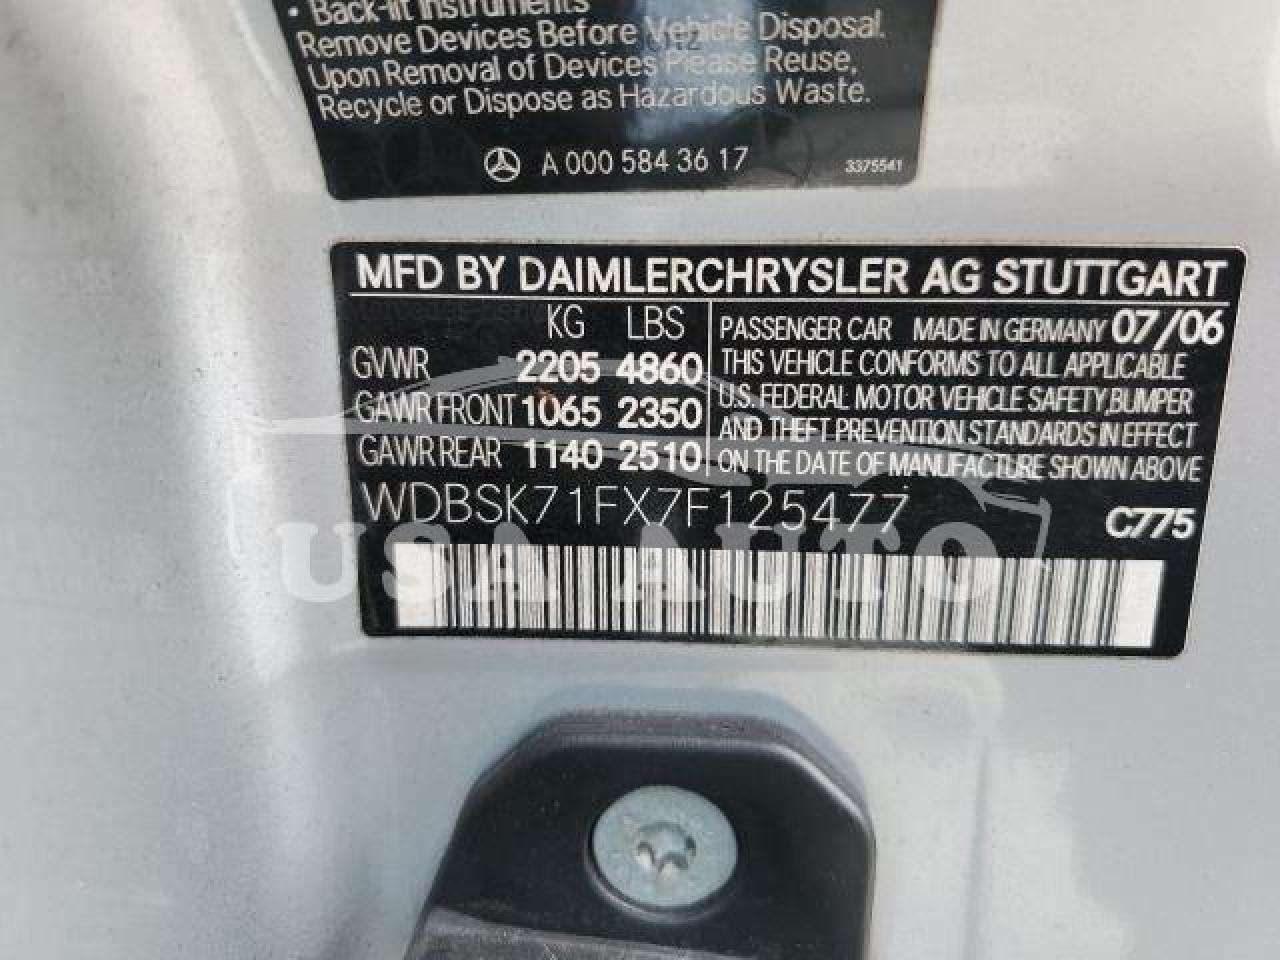 • Back-lit Instruments
Remove Devices Before Vehicle Disposal.
Upon Removal of Devices Please Reuse,
Recycle or Dispose as Hazardous Waste.
A 000 584 36 17 3375541
MFD BY DAIMLERCHRYSLER AG STUTTGART
KG LBS
GVWR 2205 4860
GAWR FRONT 1065 2350
GAWR REAR 1140 2510
PASSENGER CAR MADE IN GERMANY 07/06
THIS VEHICLE CONFORMS TO ALL APPLICABLE
U.S. FEDERAL MOTOR VEHICLE SAFETY,BUMPER
AND THEFT PREVENTION STANDARDS IN EFFECT
ON THE DATE OF MANUFACTURE SHOWN ABOVE
WDBSK71FX7F125477 C775
USA AUTO